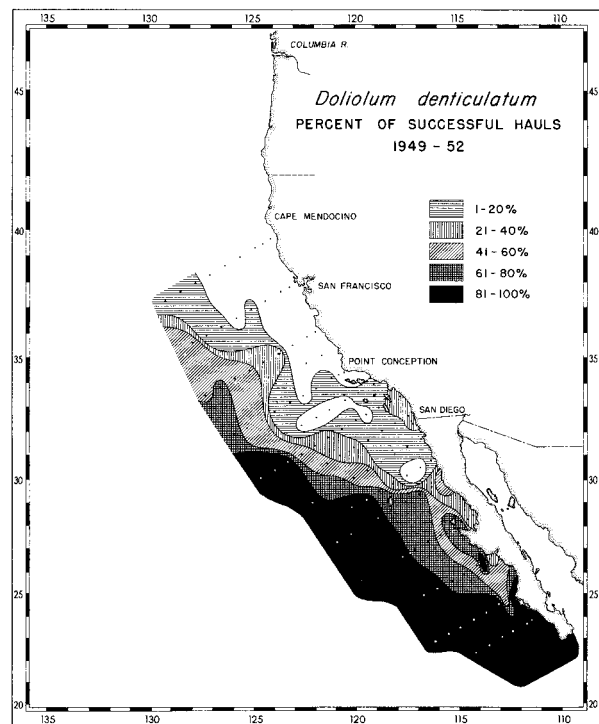 135 130 125 120 115 110
COLUMBIA R.
45
45
Doliolum denticulatum
PERCENT OF SUCCESSFUL HAULS
1949 - 52
1-20%
CAPE MENDOCINO
21-40%
40
40
41-60%
61-80%
SAN FRANCISCO
81-100%
POINT CONCEPTION
35
35
SAN DIEGO
30
30
25
25
20
20
135 130 125 120 115 110